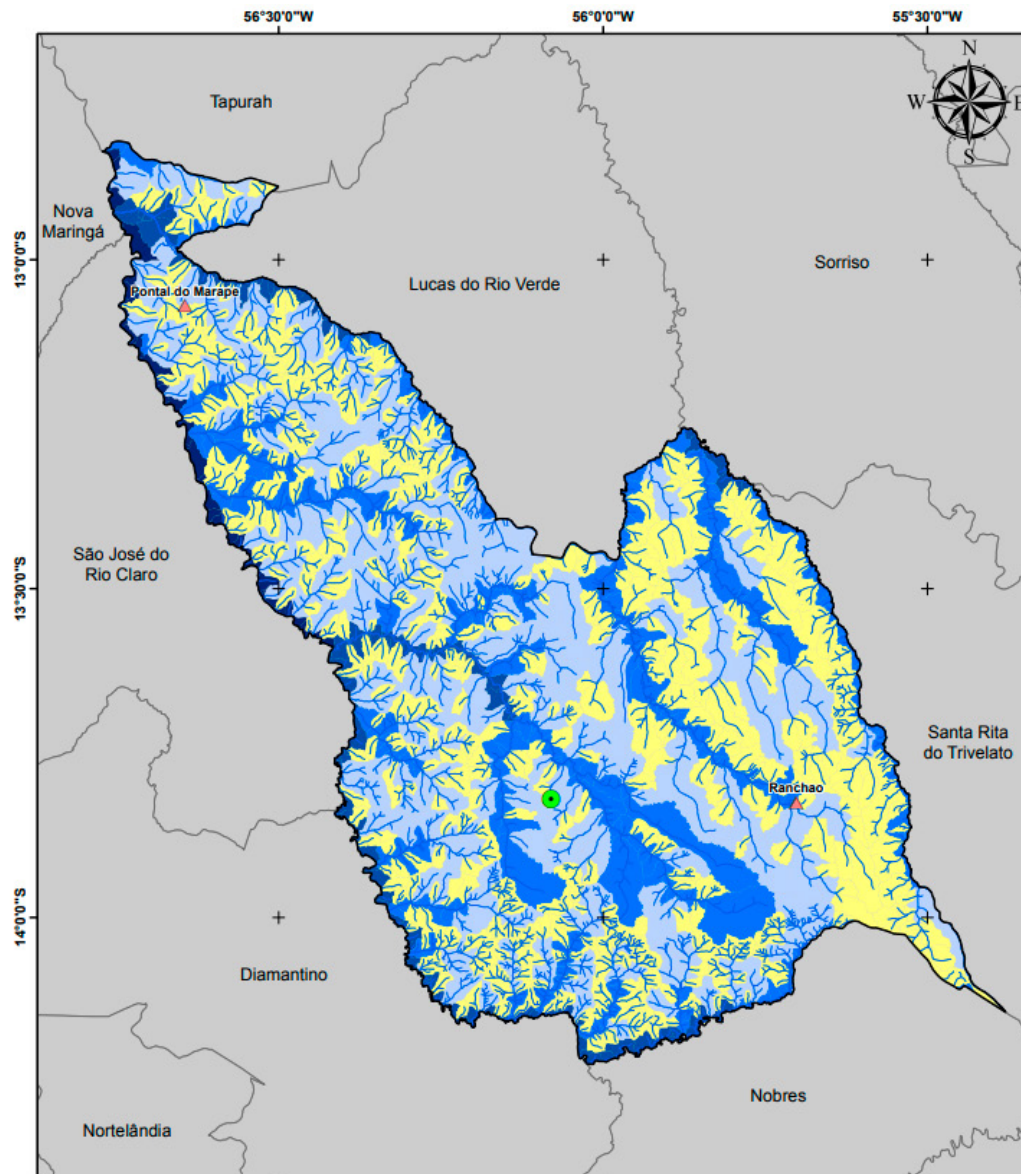 56°30'0"W
56°0'0"W
55°30'0"W
N
W
E
S
Tapurah
Nova
Maringá
13°0'0"S
Sorriso
Lucas do Rio Verde
Pontal do Marape
São José do
Rio Claro
13°30'0"S
Santa Rita
do Trivelato
Ranchao
14°0'0"S
Diamantino
Nobres
Nortelândia